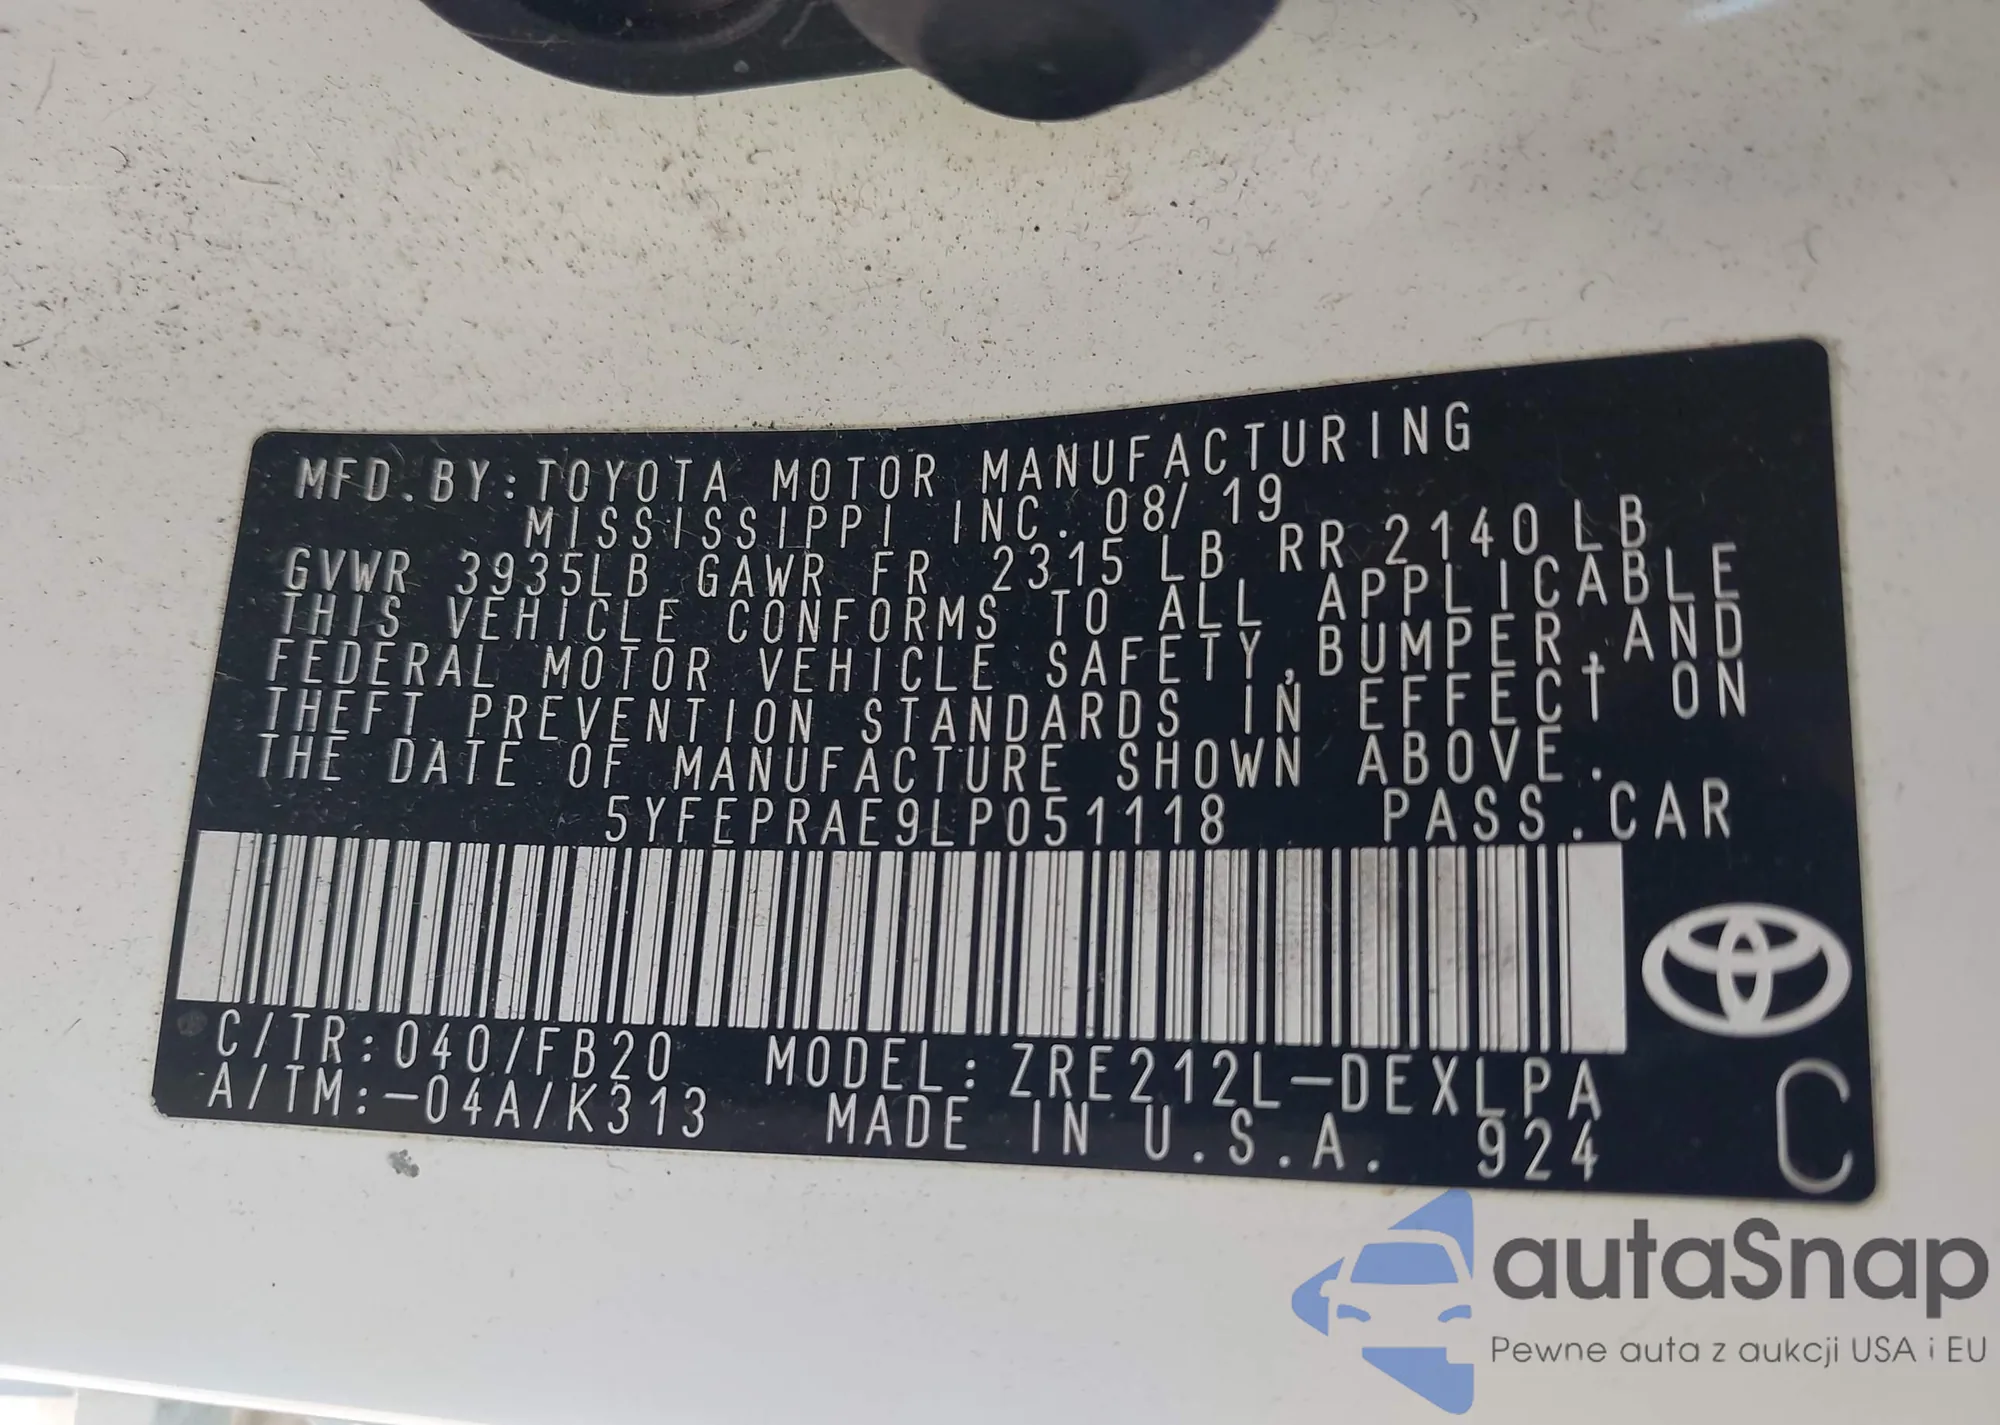 MFD.BY:TOYOTA MOTOR MANUFACTURING
MISSISSIPPI INC. 08/19
GVWR 3935LB GAWR FR 2315 LB RR 2140 LB
THIS VEHICLE CONFORMS TO ALL APPLICABLE
FEDERAL MOTOR VEHICLE SAFETY,BUMPER,AND
THEFT PREVENTION STANDARDS IN EFFECT ON
THE DATE OF MANUFACTURE SHOWN ABOVE.
5YFEPRAE9LP051118 PASS.CAR
C/TR:040/FB20 MODEL:ZRE212L-DEXLPA
A/TM:-04A/K313 MADE IN U.S.A. 924
C
autaSnap
Pewne auta z aukcji USA i EU